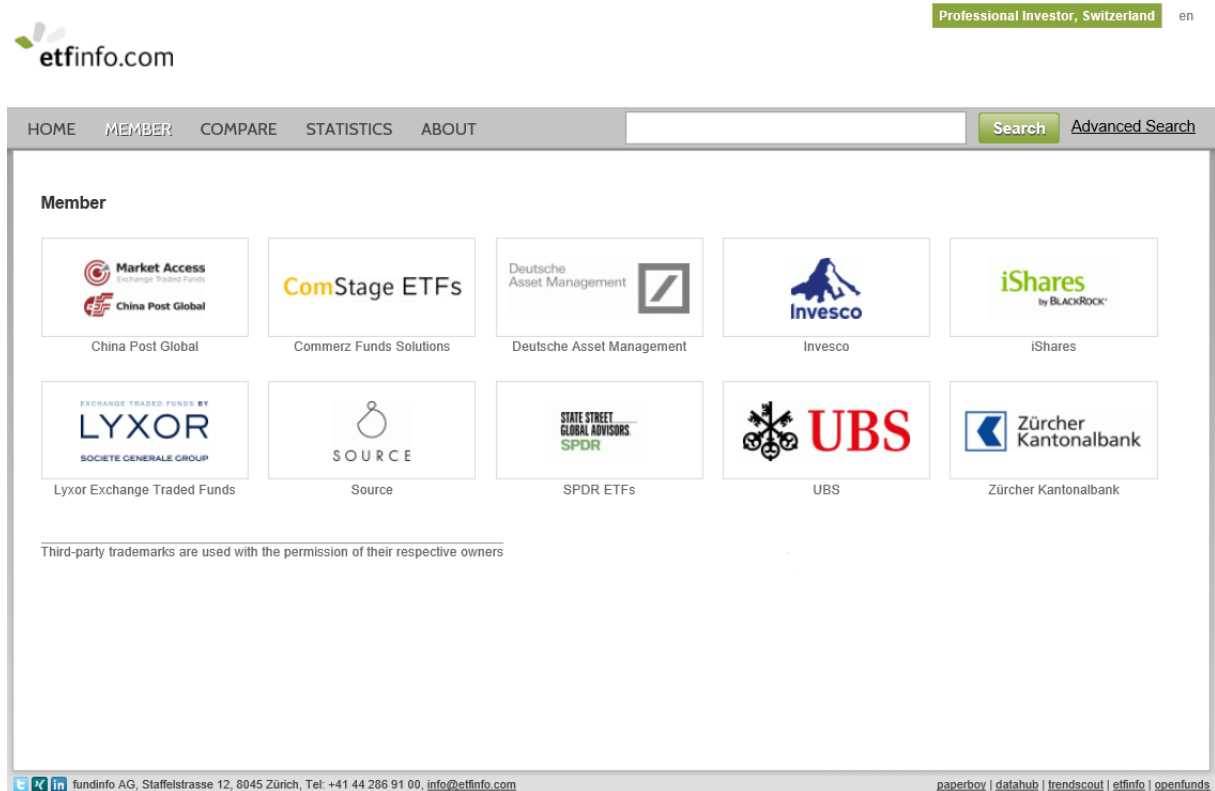 Professional Investor, Switzerland en
etfinfo.com
HOME MEMBER COMPARE STATISTICS ABOUT Search Advanced Search
Member
Market Access
Exchange Traded Funds
China Post Global
China Post Global
ComStage ETFs
Commerz Funds Solutions
Deutsche
Asset Management
Deutsche Asset Management
Invesco
Invesco
iShares
by BLACKROCK
iShares
EXCHANGE TRADED FUNDS BY
LYXOR
SOCIETE GENERALE GROUP
Lyxor Exchange Traded Funds
SOURCE
Source
STATE STREET
GLOBAL ADVISORS
SPDR
SPDR ETFs
UBS
UBS
Zürcher
Kantonalbank
Zürcher Kantonalbank
Third-party trademarks are used with the permission of their respective owners
fundinfo AG, Staffelstrasse 12, 8045 Zürich, Tel: +41 44 286 91 00, info@etfinfo.com
paperboy | datahub | trendscout | etfinfo | openfunds